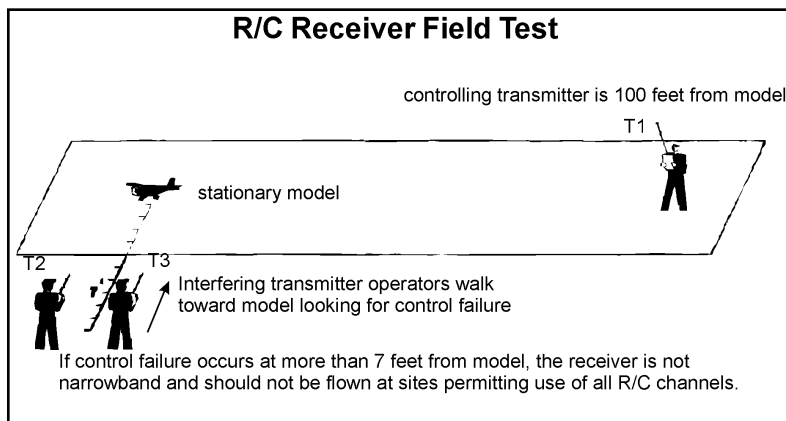 R/C Receiver Field Test
controlling transmitter is 100 feet from model
T1
stationary model
T2
T3
Interfering transmitter operators walk
toward model looking for control failure
If control failure occurs at more than 7 feet from model, the receiver is not
narrowband and should not be flown at sites permitting use of all R/C channels.